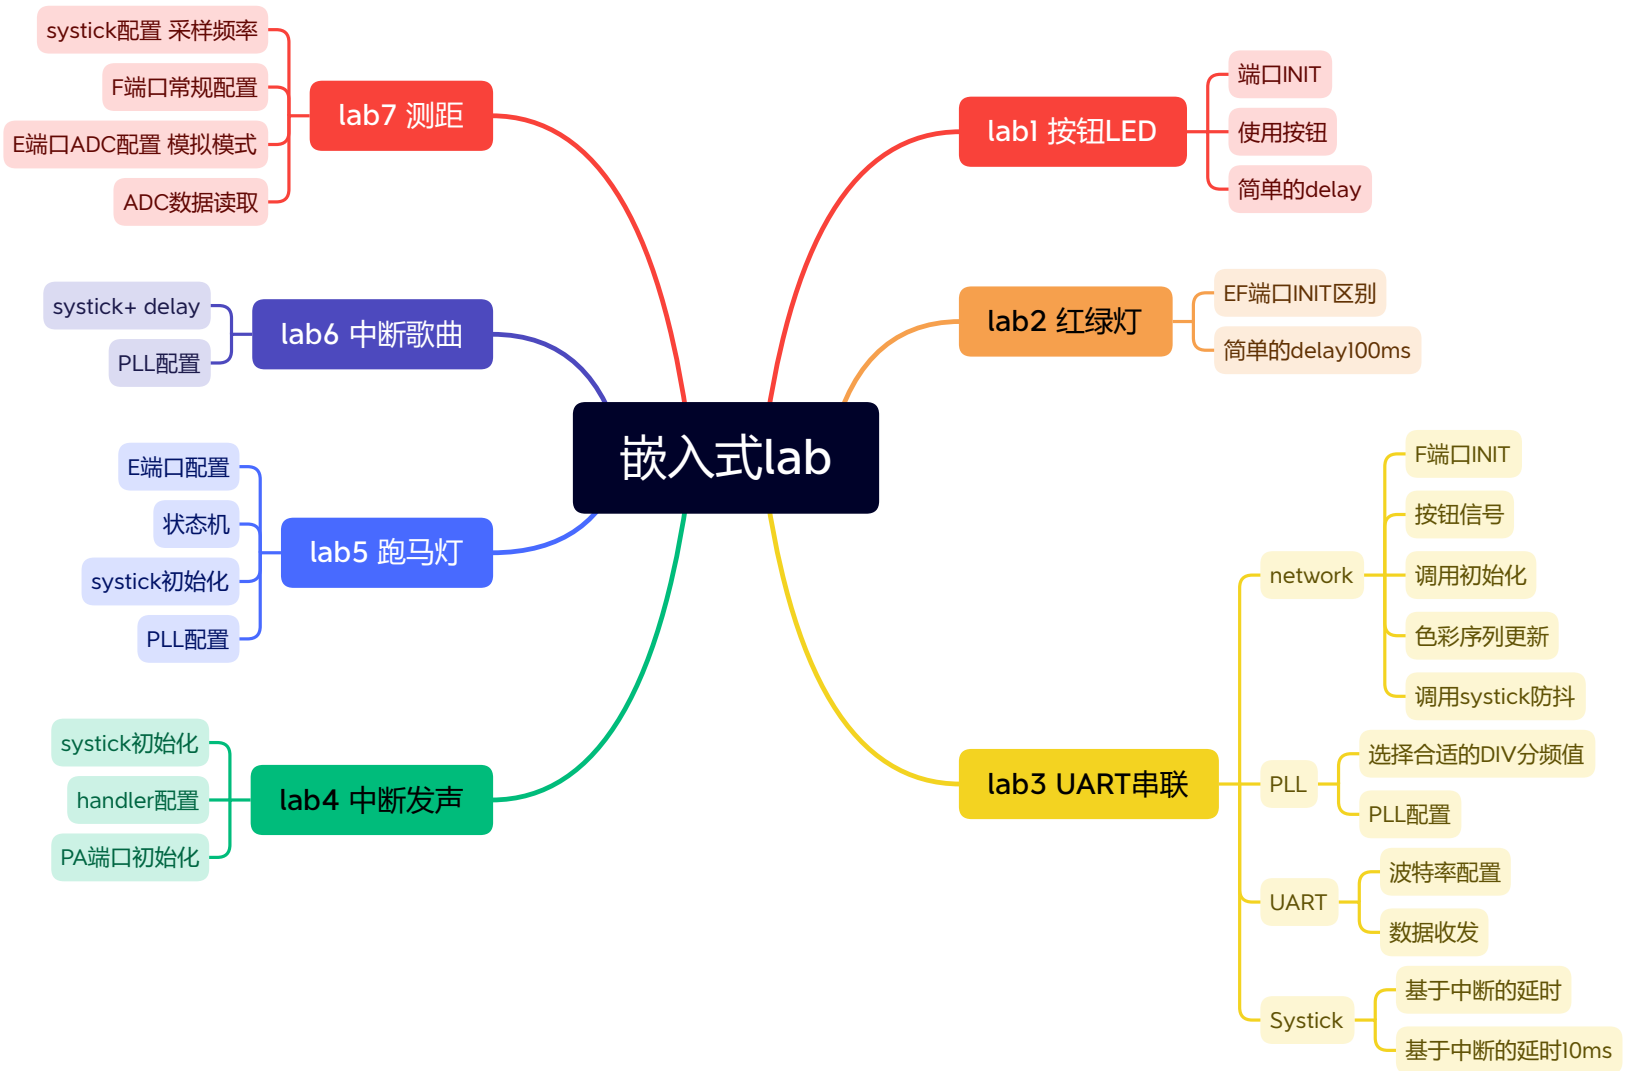 嵌入式lab
lab1 按钮LED
端口INIT
使用按钮
简单的delay
lab2 红绿灯
EF端口INIT区别
简单的delay100ms
lab3 UART串联
network
F端口INIT
按钮信号
调用初始化
色彩序列更新
调用systick防抖
PLL
选择合适的DIV分频值
PLL配置
UART
波特率配置
数据收发
Systick
基于中断的延时
基于中断的延时10ms
lab4 中断发声
systick初始化
handler配置
PA端口初始化
lab5 跑马灯
E端口配置
状态机
systick初始化
PLL配置
lab6 中断歌曲
systick+ delay
PLL配置
lab7 测距
systick配置 采样频率
F端口常规配置
E端口ADC配置 模拟模式
ADC数据读取